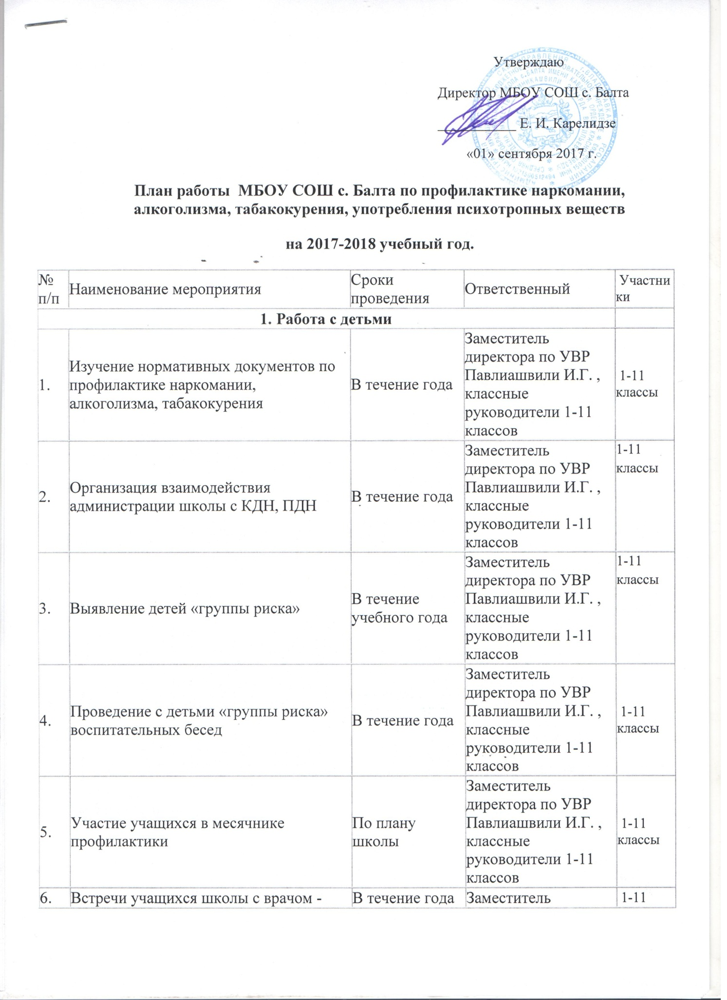 Утверждаю
Директор МБОУ СОШ с. Балта
____________ Е. И. Карелидзе
«01» сентября 2017 г.
План работы МБОУ СОШ с. Балта по профилактике наркомании,
алкоголизма, табакокурения, употребления психотропных веществ
на 2017-2018 учебный год.
№
п/п
Наименование мероприятия
Сроки
проведения
Ответственный
Участни
ки
1. Работа с детьми
1.
Изучение нормативных документов по
профилактике наркомании,
алкоголизма, табакокурения
В течение года
Заместитель
директора по УВР
Павлиашвили И.Г. ,
классные
руководители 1-11
классов
1-11
классы
2.
Организация взаимодействия
администрации школы с КДН, ПДН
В течение года
Заместитель
директора по УВР
Павлиашвили И.Г. ,
классные
руководители 1-11
классов
1-11
классы
3.
Выявление детей «группы риска»
В течение
учебного года
Заместитель
директора по УВР
Павлиашвили И.Г. ,
классные
руководители 1-11
классов
1-11
классы
4.
Проведение с детьми «группы риска»
воспитательных бесед
В течение года
Заместитель
директора по УВР
Павлиашвили И.Г. ,
классные
руководители 1-11
классов
1-11
классы
5.
Участие учащихся в месячнике
профилактики
По плану
школы
Заместитель
директора по УВР
Павлиашвили И.Г. ,
классные
руководители 1-11
классов
1-11
классы
6.
Встречи учащихся школы с врачом -
В течение года
Заместитель
1-11